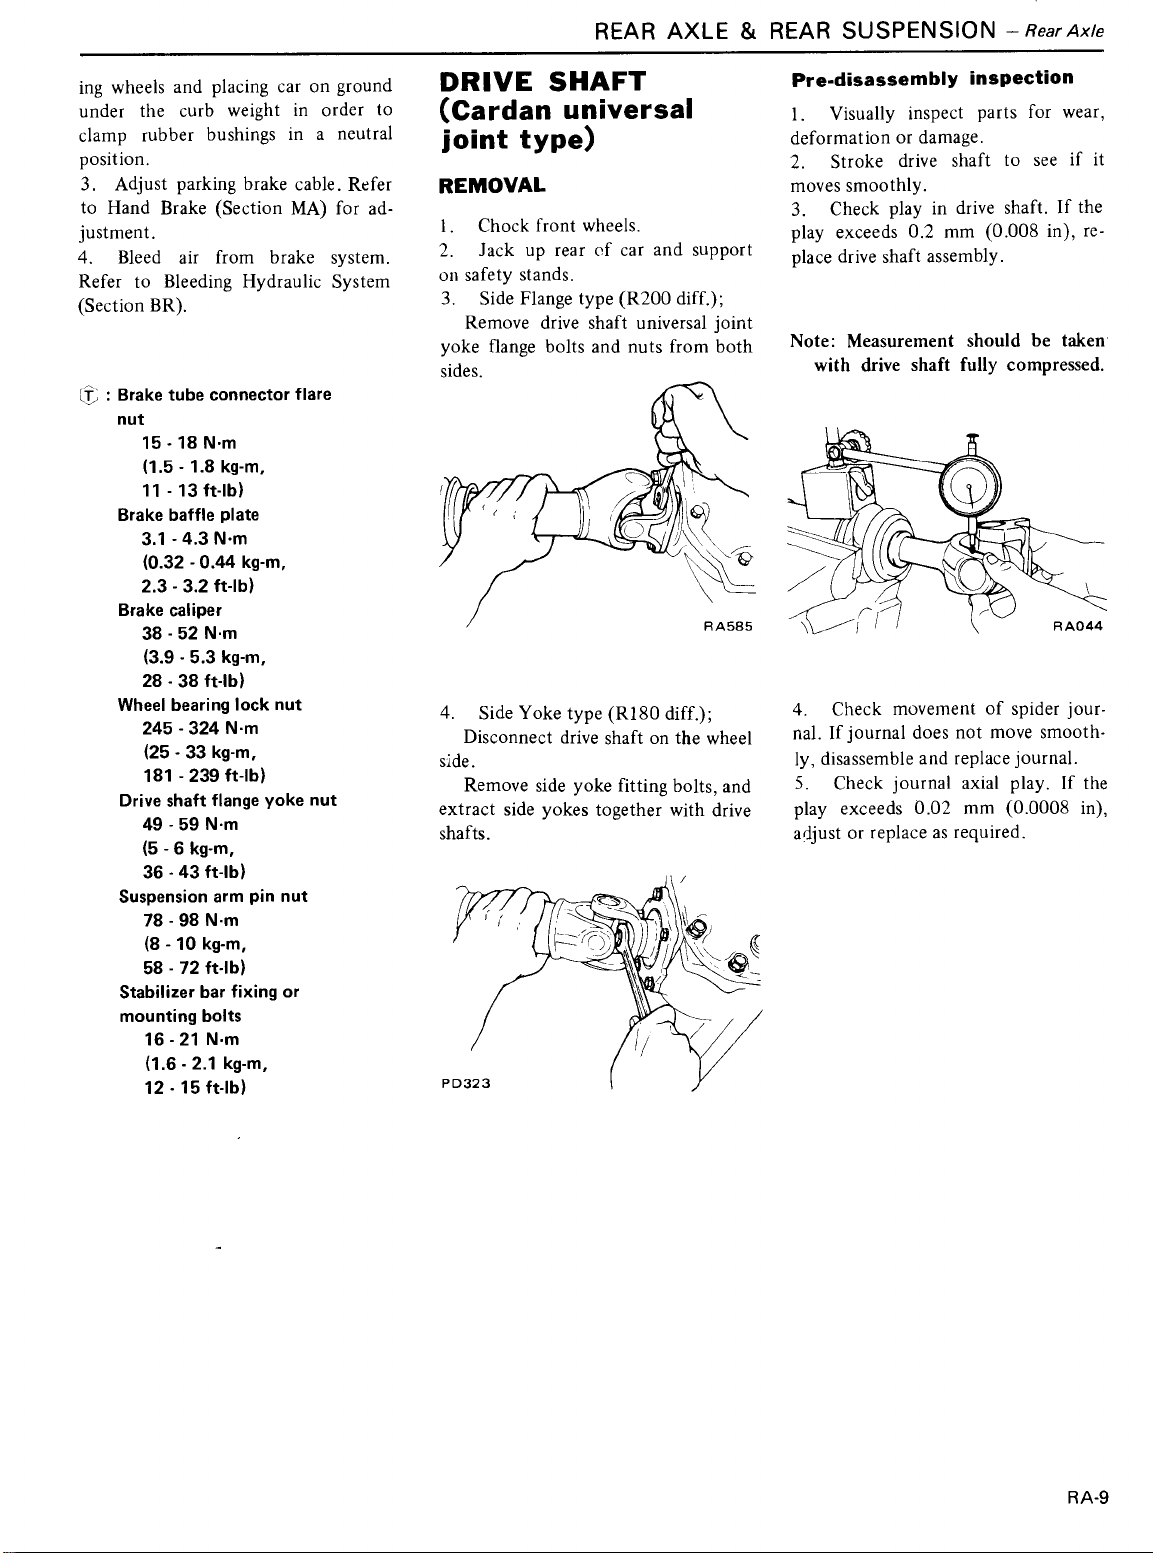 REAR AXLE & REAR SUSPENSION – Rear Axle
ing wheels and placing car on ground
under the curb weight in order to
clamp rubber bushings in a neutral
position.
3. Adjust parking brake cable. Refer
to Hand Brake (Section MA) for ad-
justment.
4. Bleed air from brake system.
Refer to Bleeding Hydraulic System
(Section BR).
Ⓣ : Brake tube connector flare
nut
15 - 18 N·m
(1.5 - 1.8 kg-m,
11 - 13 ft-lb)
Brake baffle plate
3.1 - 4.3 N·m
(0.32 - 0.44 kg-m,
2.3 - 3.2 ft-lb)
Brake caliper
38 - 52 N·m
(3.9 - 5.3 kg-m,
28 - 38 ft-lb)
Wheel bearing lock nut
245 - 324 N·m
(25 - 33 kg-m,
181 - 239 ft-lb)
Drive shaft flange yoke nut
49 - 59 N·m
(5 - 6 kg-m,
36 - 43 ft-lb)
Suspension arm pin nut
78 - 98 N·m
(8 - 10 kg-m,
58 - 72 ft-lb)
Stabilizer bar fixing or
mounting bolts
16 - 21 N·m
(1.6 - 2.1 kg-m,
12 - 15 ft-lb)
DRIVE SHAFT
(Cardan universal
joint type)
REMOVAL
1. Chock front wheels.
2. Jack up rear of car and support
on safety stands.
3. Side Flange type (R200 diff.);
Remove drive shaft universal joint
yoke flange bolts and nuts from both
sides.
RA585
4. Side Yoke type (R180 diff.);
Disconnect drive shaft on the wheel
side.
Remove side yoke fitting bolts, and
extract side yokes together with drive
shafts.
PD323
Pre-disassembly inspection
1. Visually inspect parts for wear,
deformation or damage.
2. Stroke drive shaft to see if it
moves smoothly.
3. Check play in drive shaft. If the
play exceeds 0.2 mm (0.008 in), re-
place drive shaft assembly.
Note: Measurement should be taken
with drive shaft fully compressed.
RA044
4. Check movement of spider jour-
nal. If journal does not move smooth-
ly, disassemble and replace journal.
5. Check journal axial play. If the
play exceeds 0.02 mm (0.0008 in),
adjust or replace as required.
RA-9